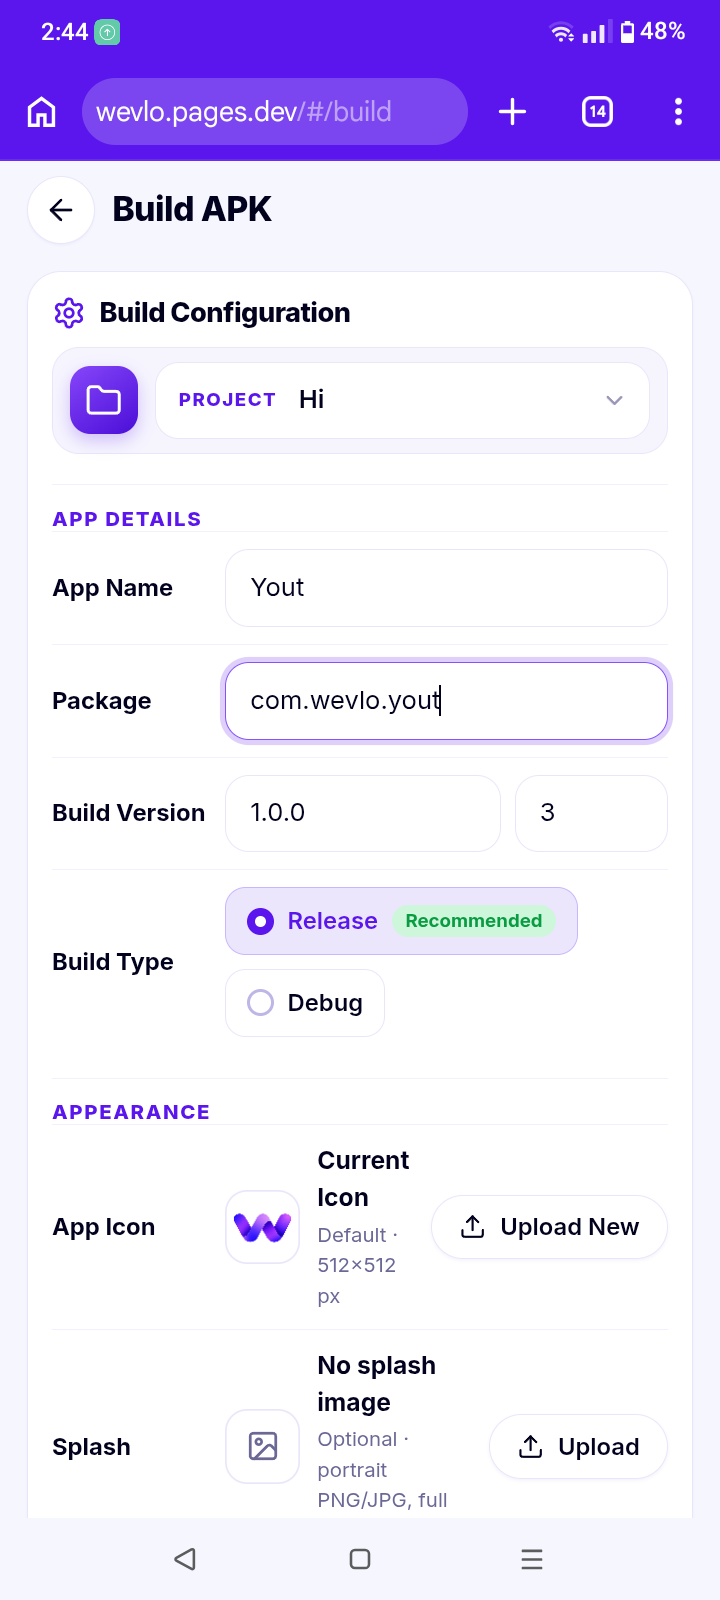 2:44
48%
wevlo.pages.dev/#/build
14
Build APK
Build Configuration
PROJECT Hi
APP DETAILS
App Name Yout
Package com.wevlo.yout
Build Version 1.0.0 3
Build Type Release Recommended
Debug
APPEARANCE
App Icon
Current
Icon
Default ·
512×512
px
Upload New
Splash
No splash
image
Optional ·
portrait
PNG/JPG, full
Upload